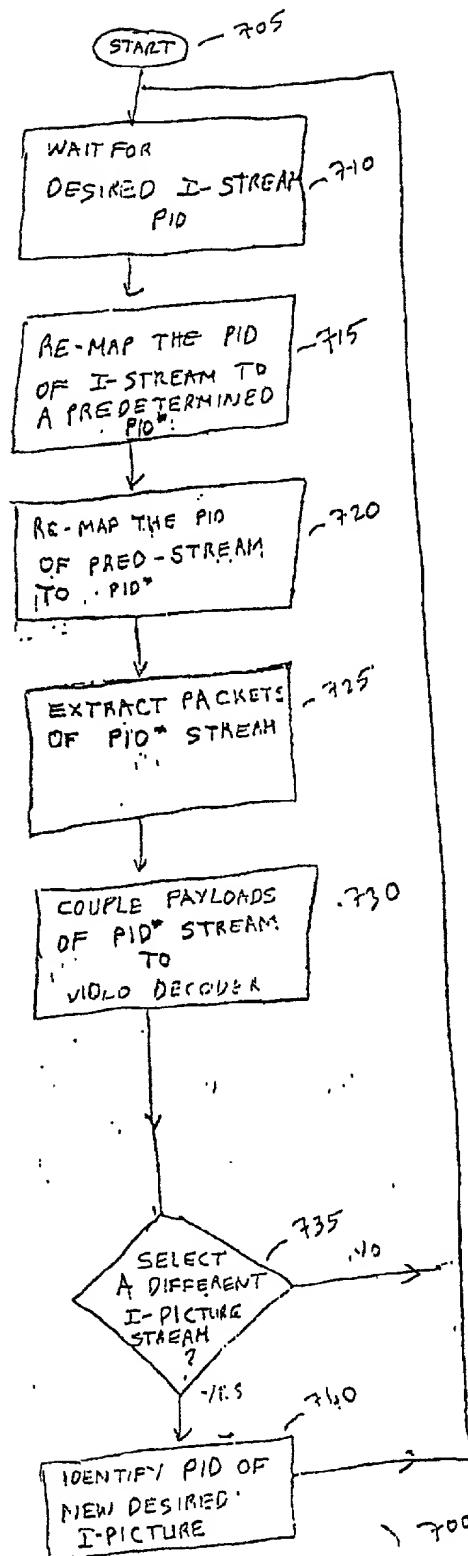 START
705
WAIT FOR
DESIRED I-STREAM
PID
710
RE-MAP THE PID
OF I-STREAM TO
A PREDETERMINED
PID*
715
RE-MAP THE PID
OF PRED-STREAM
TO PID*
720
EXTRACT PACKETS
OF PID* STREAM
725
COUPLE PAYLOADS
OF PID* STREAM
TO
VIDEO DECODER
730
SELECT
A DIFFERENT
I-PICTURE
STREAM
?
735
NO
YES
740
IDENTIFY PID OF
NEW DESIRED
I-PICTURE
700